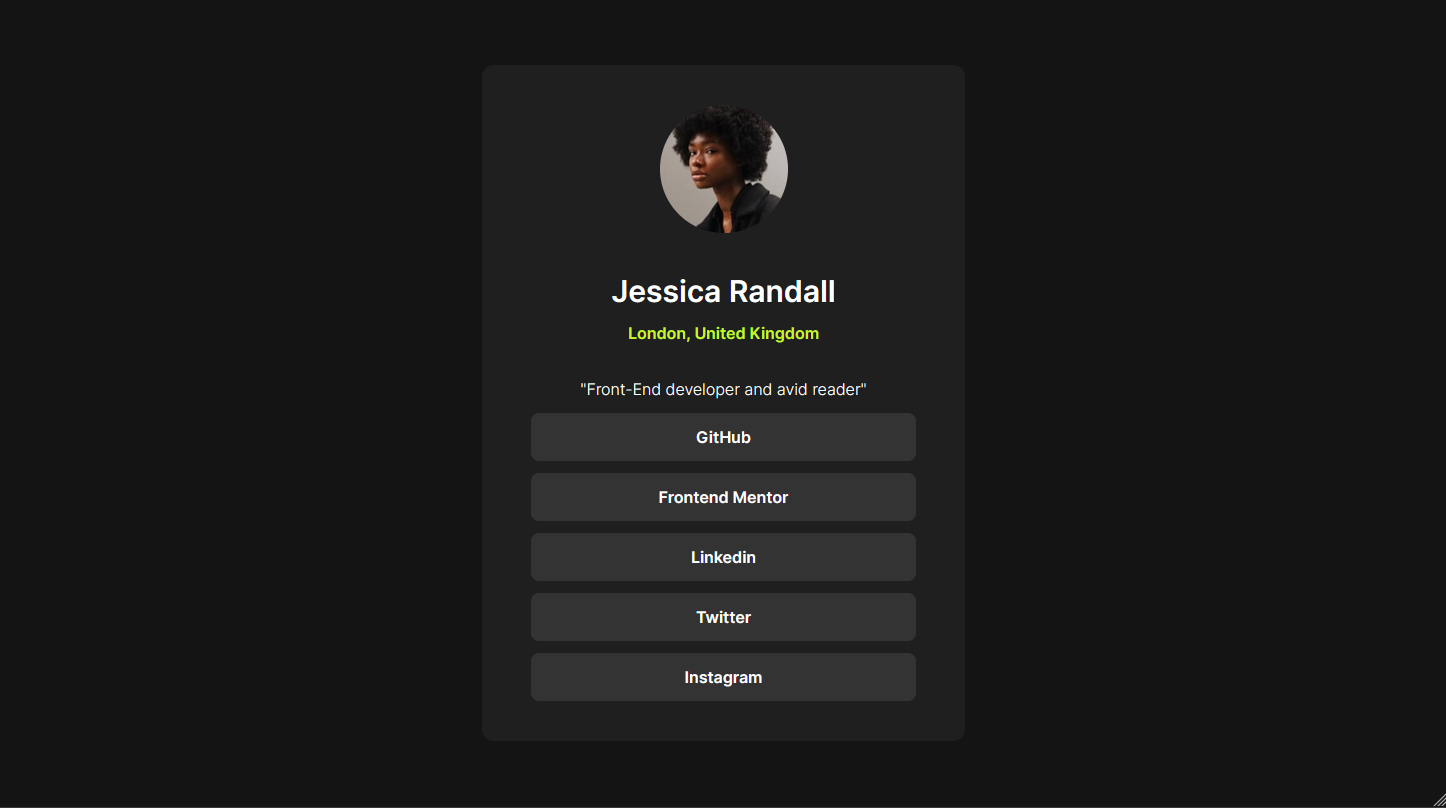 Jessica Randall
London, United Kingdom
"Front-End developer and avid reader"
GitHub
Frontend Mentor
Linkedin
Twitter
Instagram